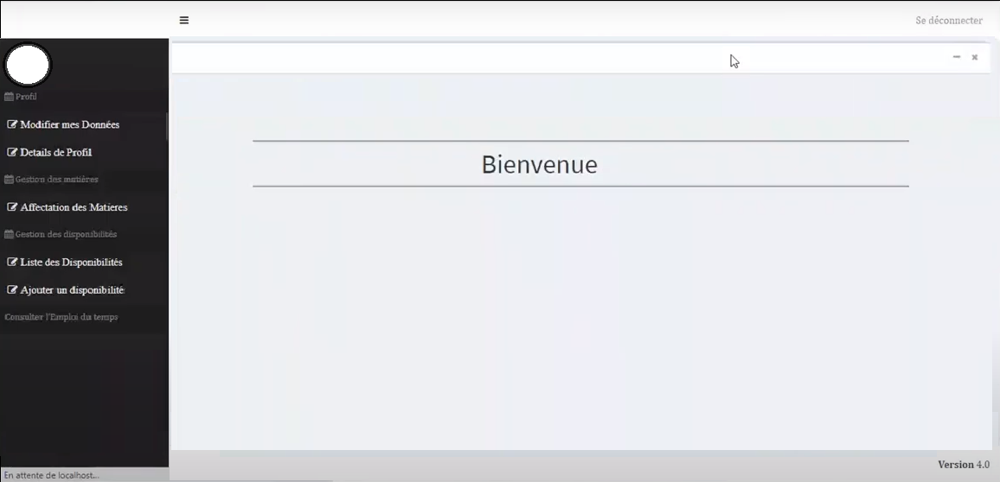 Se déconnecter
Profil
Modifier mes Données
Details de Profil
Gestion des matières
Affectation des Matieres
Gestion des disponibilités
Liste des Disponibilités
Ajouter un disponibilité
Consulter l'Emploi du temps
Bienvenue
Version 4.0
En attente de localhost...